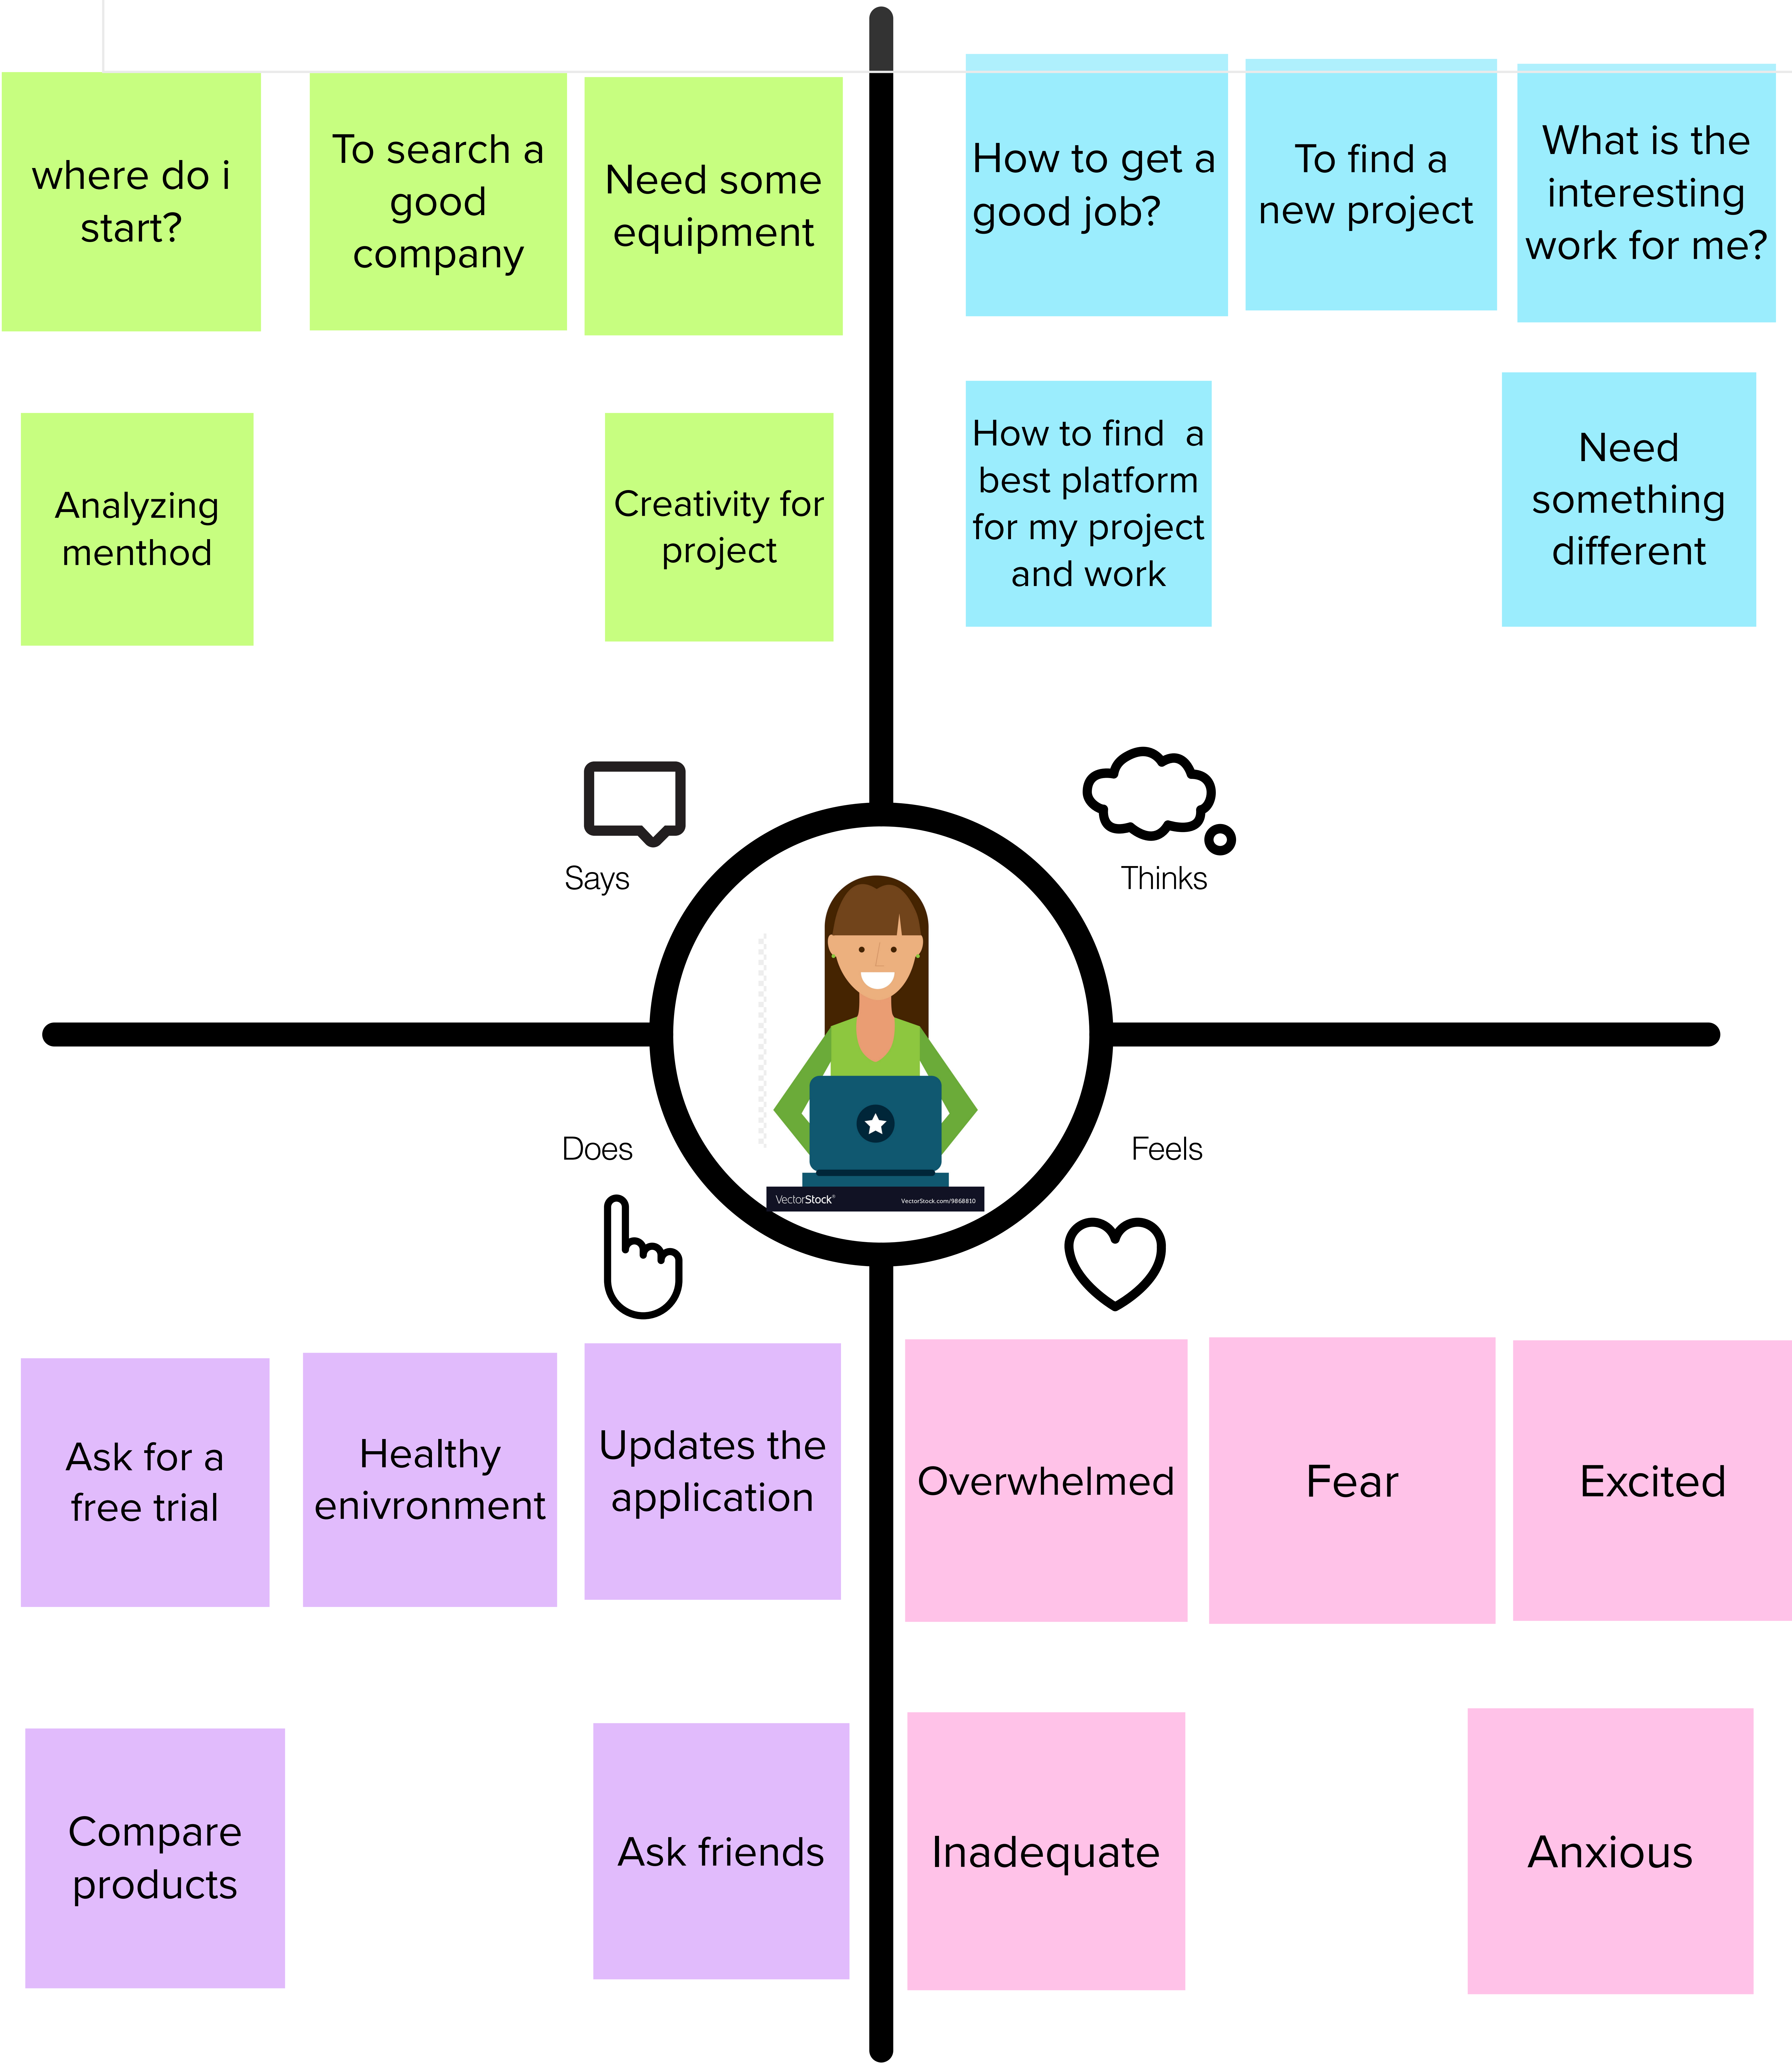 where do i
start?
To search a
good
company
Need some
equipment
How to get a
good job?
To find a
new project
What is the
interesting
work for me?
Analyzing
menthod
Creativity for
project
How to find  a
best platform
for my project
and work
Need
something
different
Says
Thinks
Does
Feels
VectorStock®
VectorStock.com/9868810
Ask for a
free trial
Healthy
enivronment
Updates the
application
Overwhelmed
Fear
Excited
Compare
products
Ask friends
Inadequate
Anxious